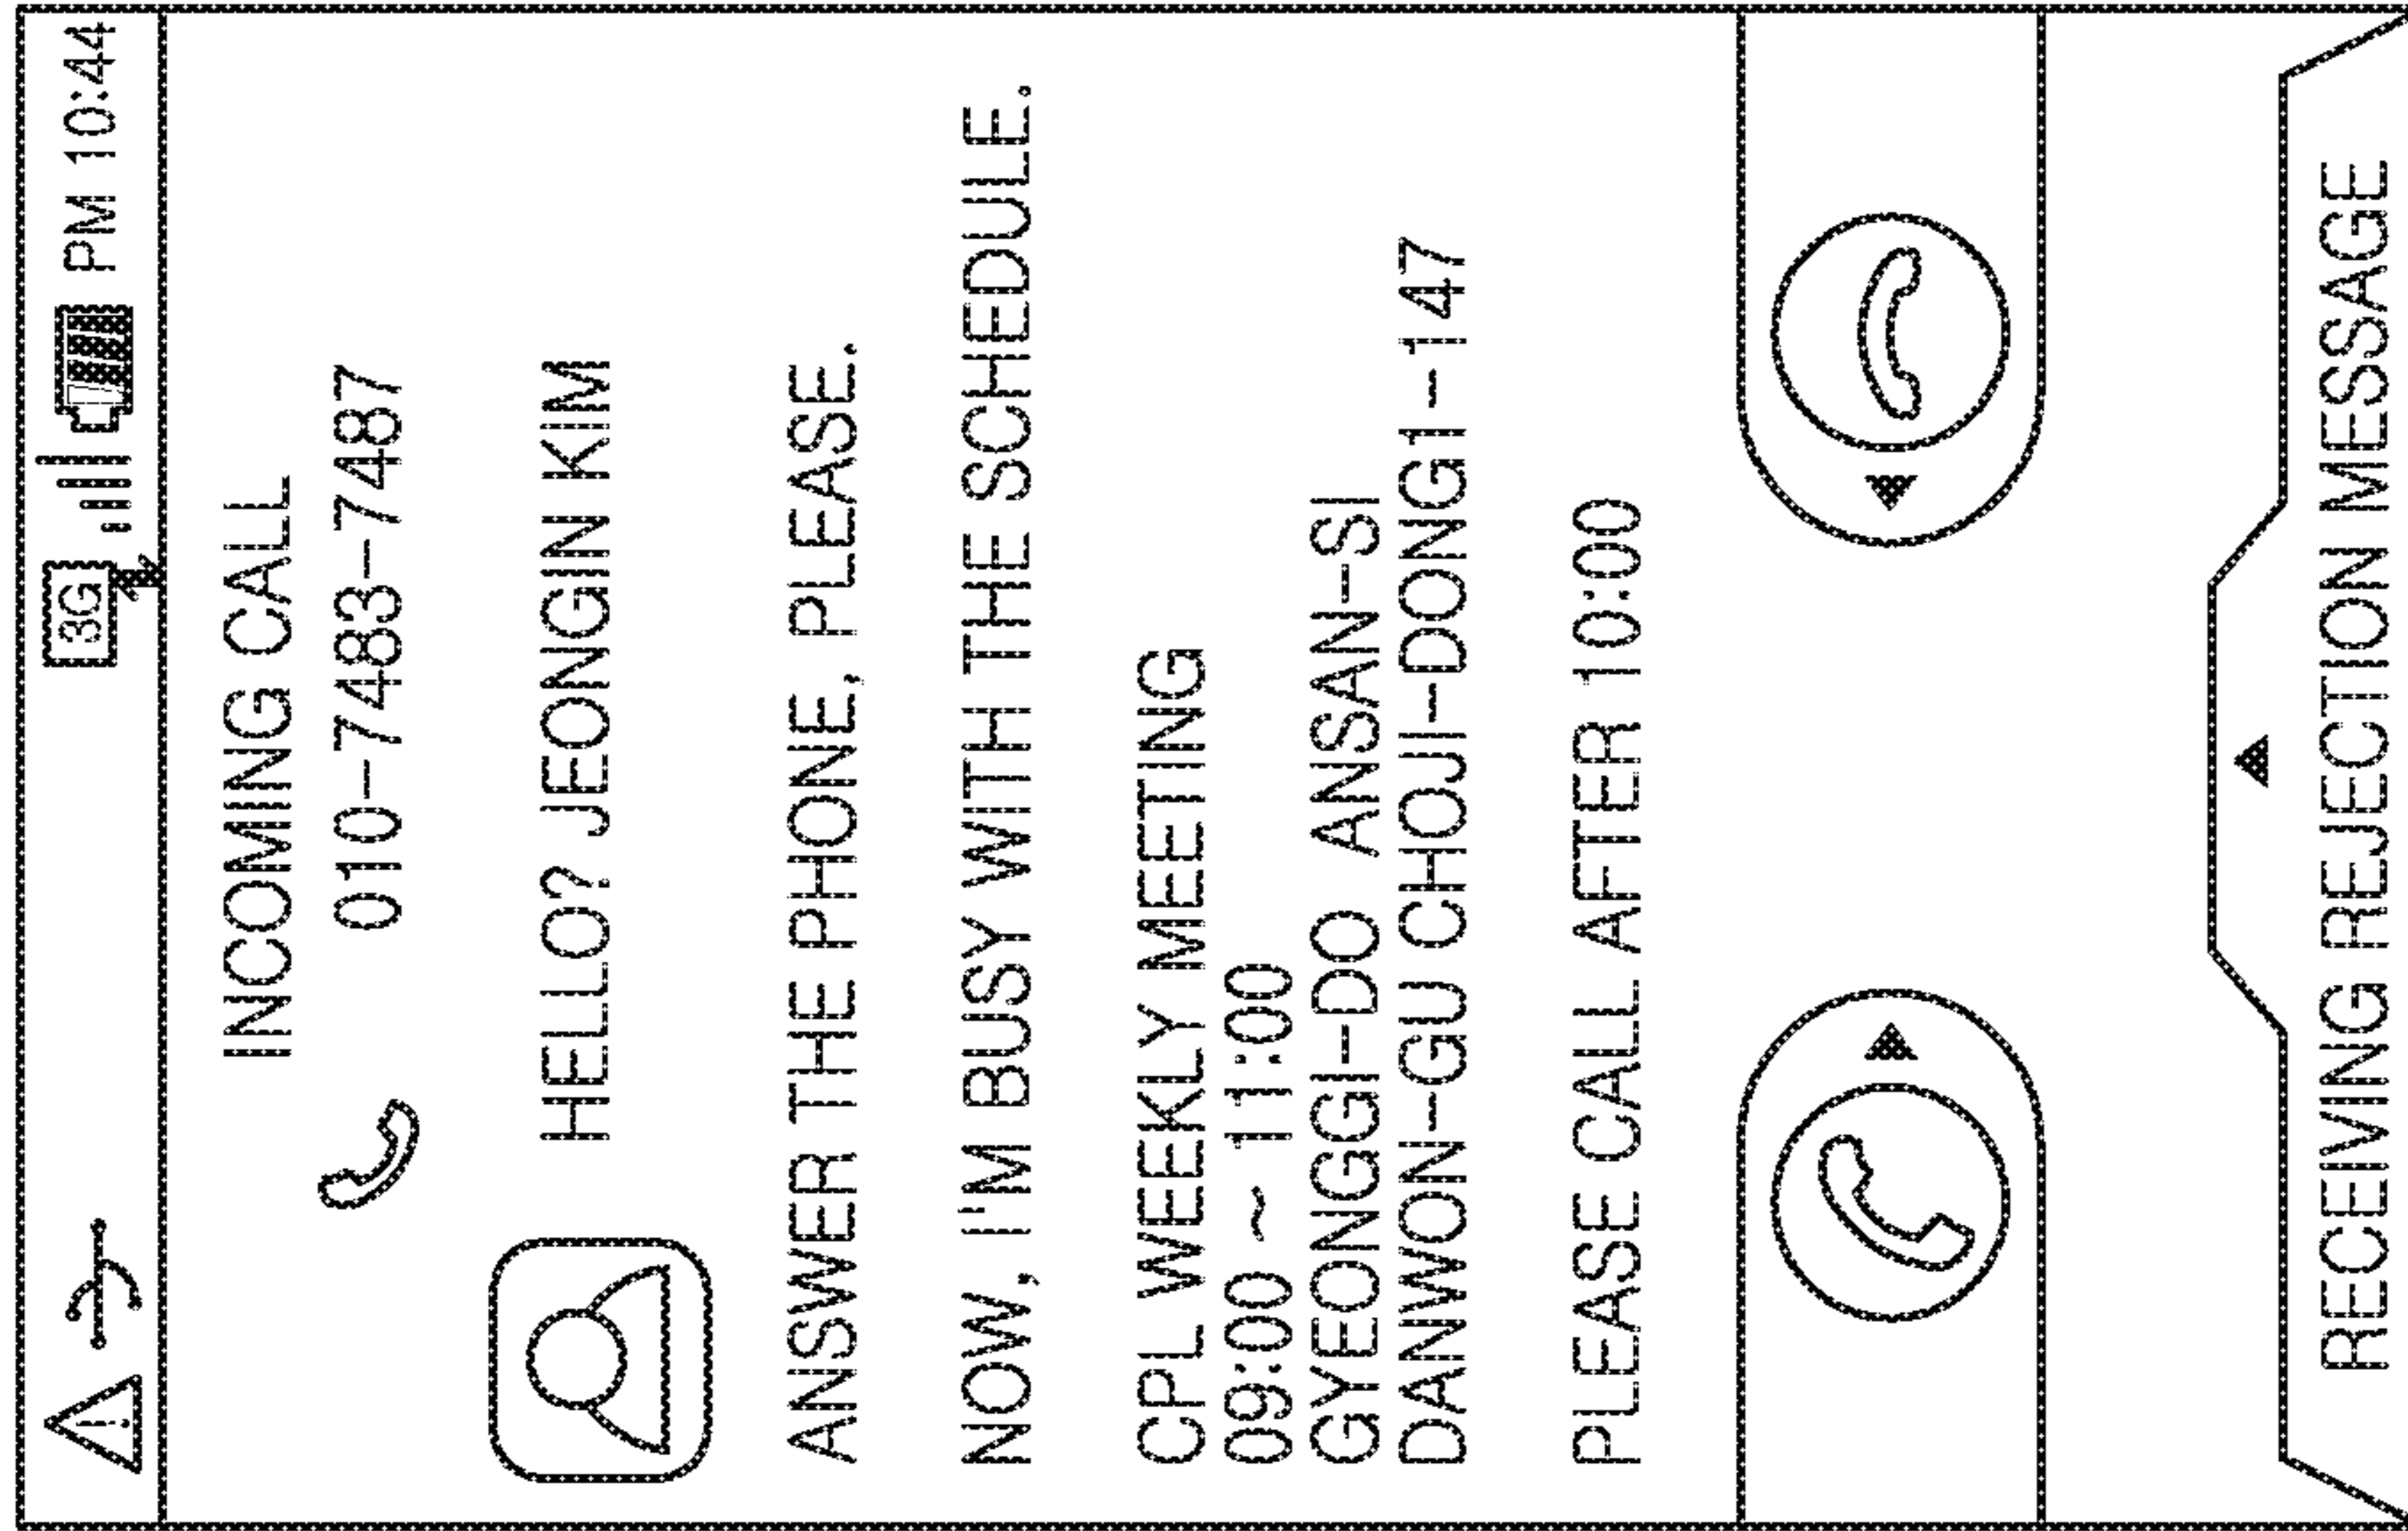 3G PM 10:44
INCOMING CALL
010-7483-7487
HELLO? JEONGIN KIM
ANSWER THE PHONE, PLEASE.
NOW, I'M BUSY WITH THE SCHEDULE.
CPL WEEKLY MEETING
09:00 ~ 11:00
GYEONGGI-DO ANSAN-SI
DANWON-GU CHOJI-DONG1-147
PLEASE CALL AFTER 10:00
RECEIVING REJECTION MESSAGE